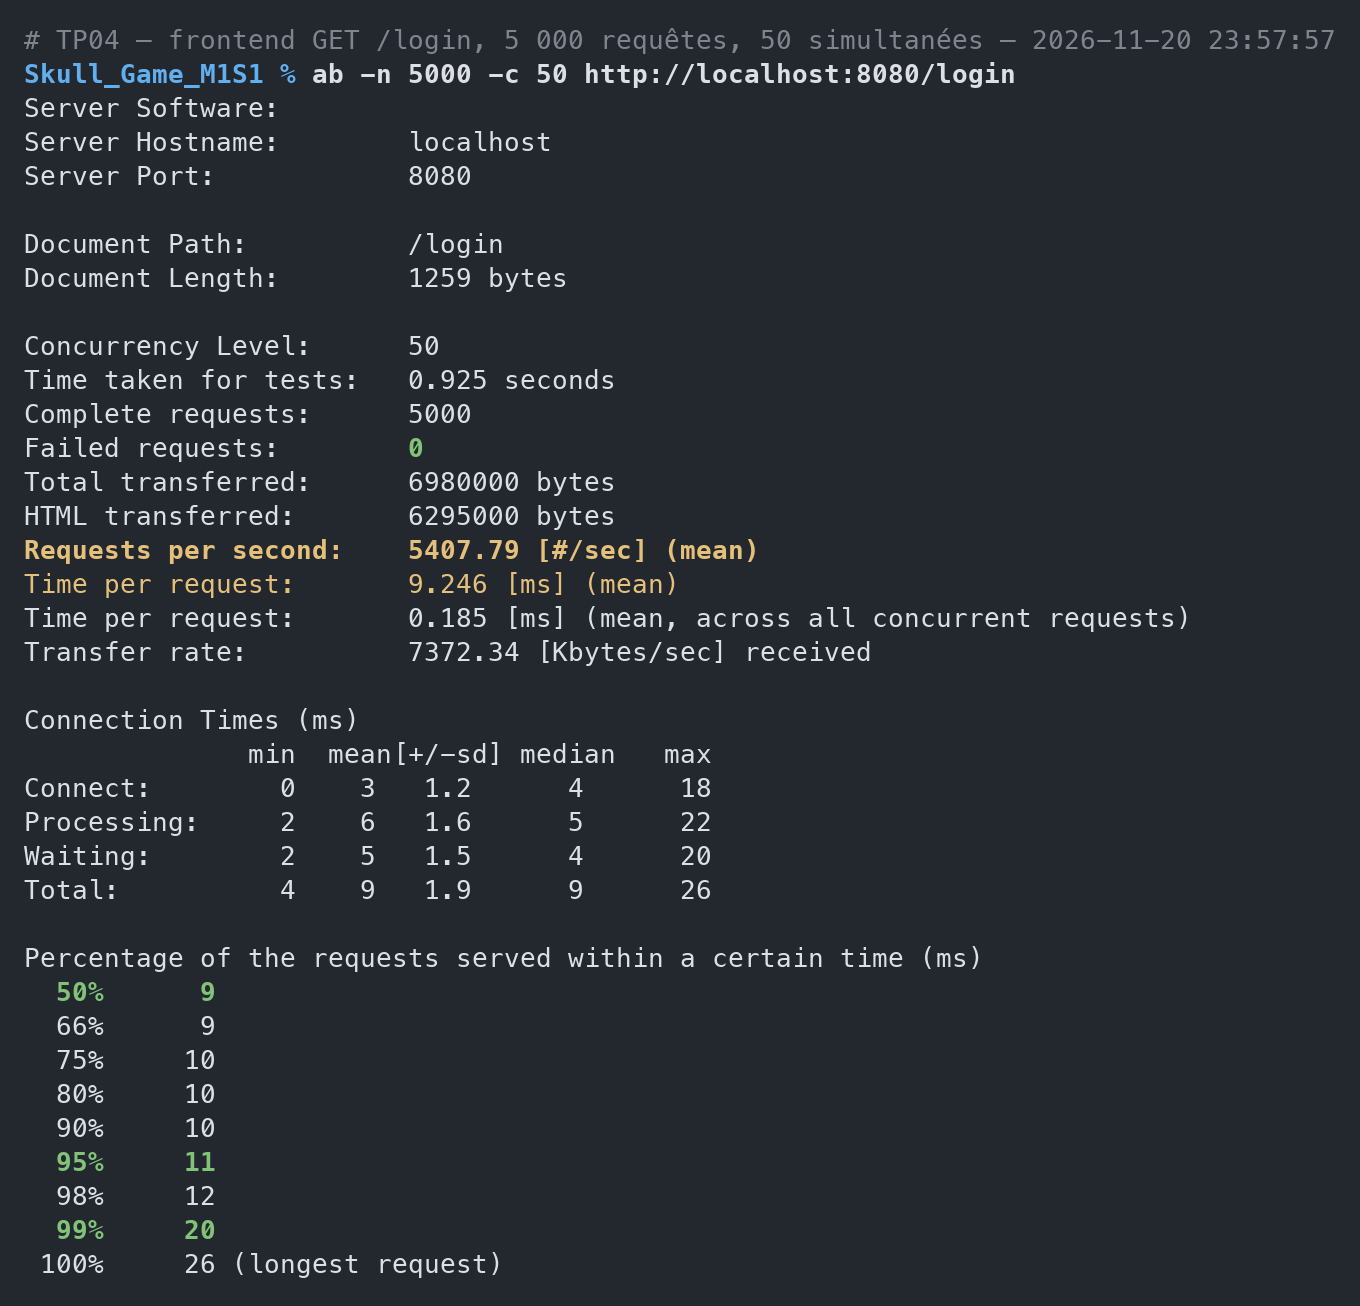 # TP04 — frontend GET /login, 5 000 requêtes, 50 simultanées — 2026-11-20 23:57:57
Skull_Game_M1S1 % ab -n 5000 -c 50 http://localhost:8080/login
Server Software:
Server Hostname:        localhost
Server Port:            8080

Document Path:          /login
Document Length:        1259 bytes

Concurrency Level:      50
Time taken for tests:   0.925 seconds
Complete requests:      5000
Failed requests:        0
Total transferred:      6980000 bytes
HTML transferred:       6295000 bytes
Requests per second:    5407.79 [#/sec] (mean)
Time per request:       9.246 [ms] (mean)
Time per request:       0.185 [ms] (mean, across all concurrent requests)
Transfer rate:          7372.34 [Kbytes/sec] received

Connection Times (ms)
              min  mean[+/-sd] median   max
Connect:        0    3   1.2      4      18
Processing:     2    6   1.6      5      22
Waiting:        2    5   1.5      4      20
Total:          4    9   1.9      9      26

Percentage of the requests served within a certain time (ms)
  50%      9
  66%      9
  75%     10
  80%     10
  90%     10
  95%     11
  98%     12
  99%     20
 100%     26 (longest request)